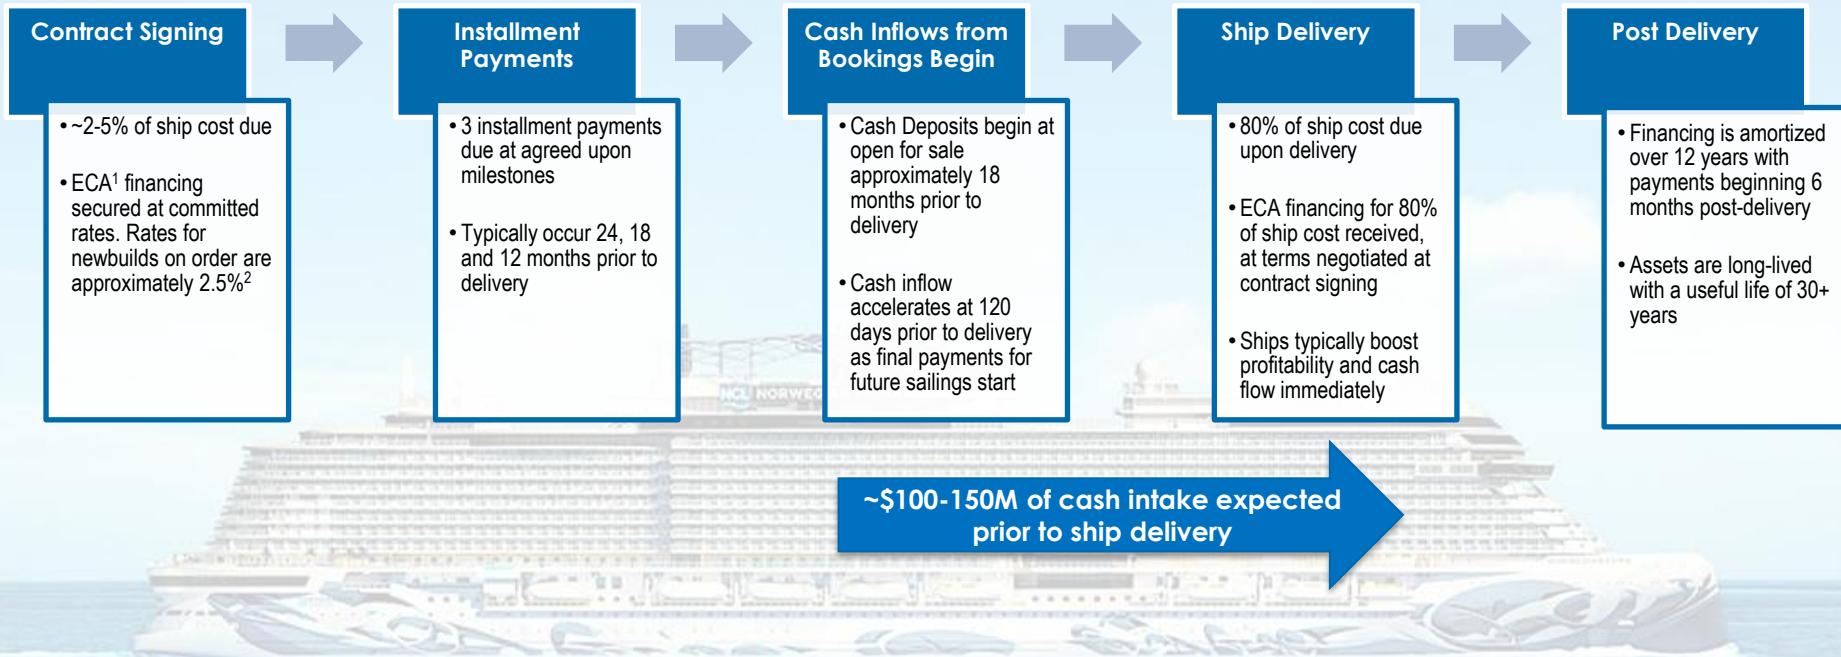 Contract Signing
• ~2-5% of ship cost due
• ECA¹ financing
secured at committed
rates. Rates for
newbuilds on order are
approximately 2.5%²
Installment
Payments
• 3 installment payments
due at agreed upon
milestones
• Typically occur 24, 18
and 12 months prior to
delivery
Cash Inflows from
Bookings Begin
• Cash Deposits begin at
open for sale
approximately 18
months prior to
delivery
• Cash inflow
accelerates at 120
days prior to delivery
as final payments for
future sailings start
Ship Delivery
• 80% of ship cost due
upon delivery
• ECA financing for 80%
of ship cost received,
at terms negotiated at
contract signing
• Ships typically boost
profitability and cash
flow immediately
Post Delivery
• Financing is amortized
over 12 years with
payments beginning 6
months post-delivery
• Assets are long-lived
with a useful life of 30+
years
NCL NORWEG
~$100-150M of cash intake expected
prior to ship delivery